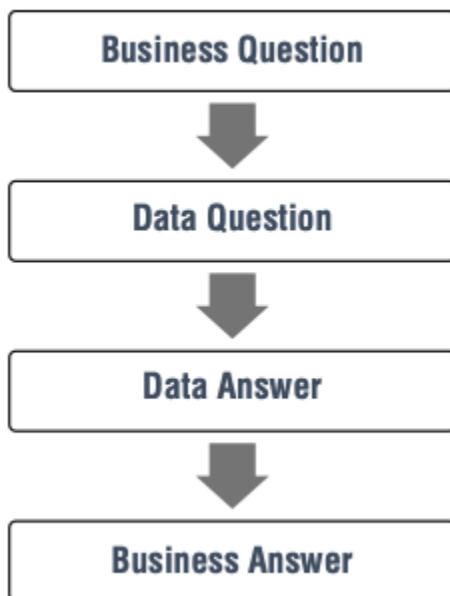 Business Question
Data Question
Data Answer
Business Answer